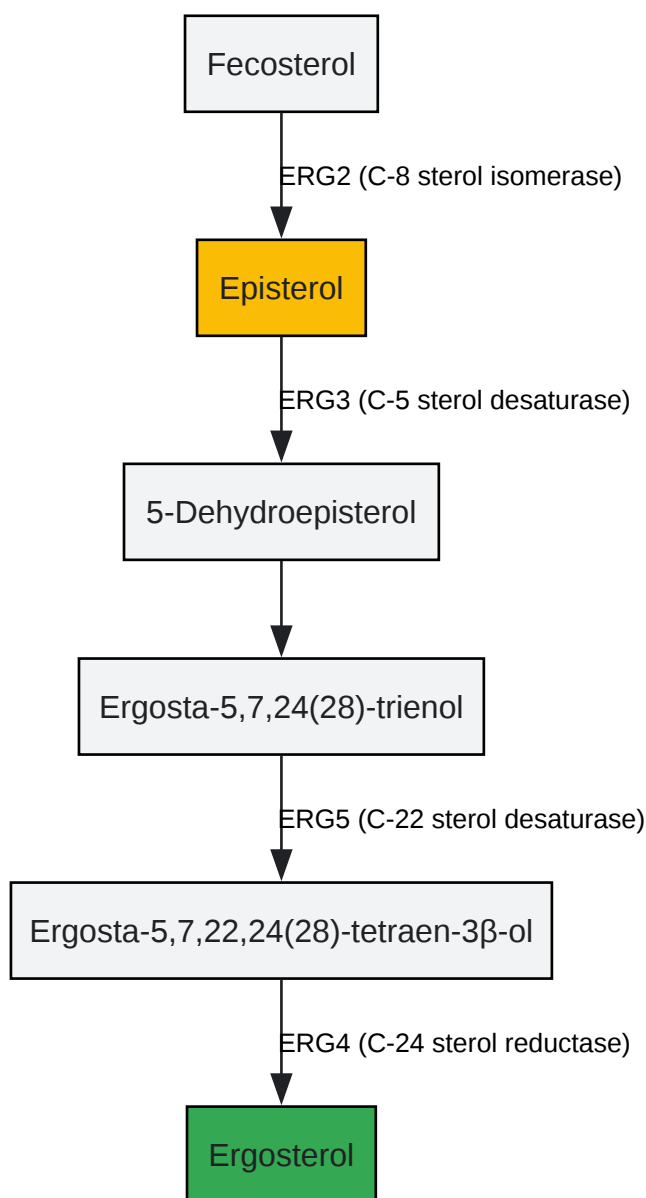 Fecosterol
ERG2 (C-8 sterol isomerase)
Episterol
ERG3 (C-5 sterol desaturase)
5-Dehydroepisterol
Ergosta-5,7,24(28)-trienol
ERG5 (C-22 sterol desaturase)
Ergosta-5,7,22,24(28)-tetraen-3β-ol
ERG4 (C-24 sterol reductase)
Ergosterol